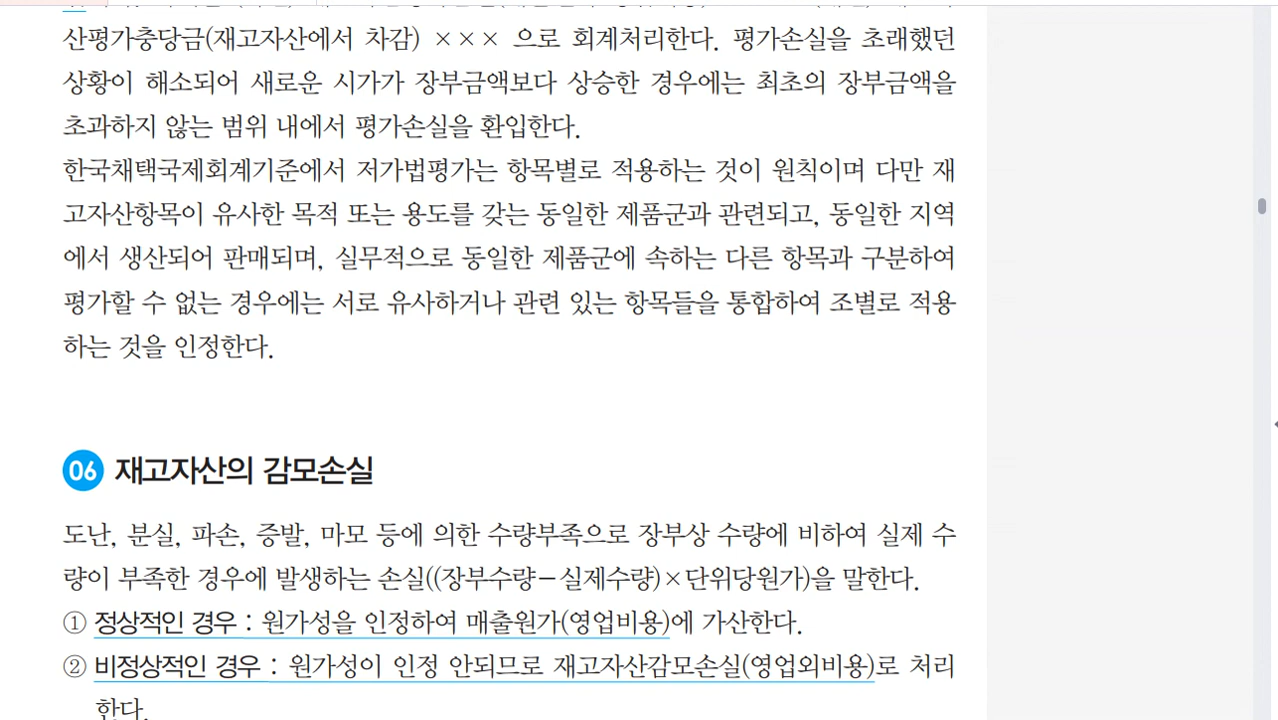 산평가충당금(재고자산에서 차감) ××× 으로 회계처리한다. 평가손실을 초래했던
상황이 해소되어 새로운 시가가 장부금액보다 상승한 경우에는 최초의 장부금액을
초과하지 않는 범위 내에서 평가손실을 환입한다.
한국채택국제회계기준에서 저가법평가는 항목별로 적용하는 것이 원칙이며 다만 재
고자산항목이 유사한 목적 또는 용도를 갖는 동일한 제품군과 관련되고, 동일한 지역
에서 생산되어 판매되며, 실무적으로 동일한 제품군에 속하는 다른 항목과 구분하여
평가할 수 없는 경우에는 서로 유사하거나 관련 있는 항목들을 통합하여 조별로 적용
하는 것을 인정한다.
06 재고자산의 감모손실
도난, 분실, 파손, 증발, 마모 등에 의한 수량부족으로 장부상 수량에 비하여 실제 수
량이 부족한 경우에 발생하는 손실((장부수량-실제수량)×단위당원가)을 말한다.
① 정상적인 경우 : 원가성을 인정하여 매출원가(영업비용)에 가산한다.
② 비정상적인 경우 : 원가성이 인정 안되므로 재고자산감모손실(영업외비용)로 처리
한다.